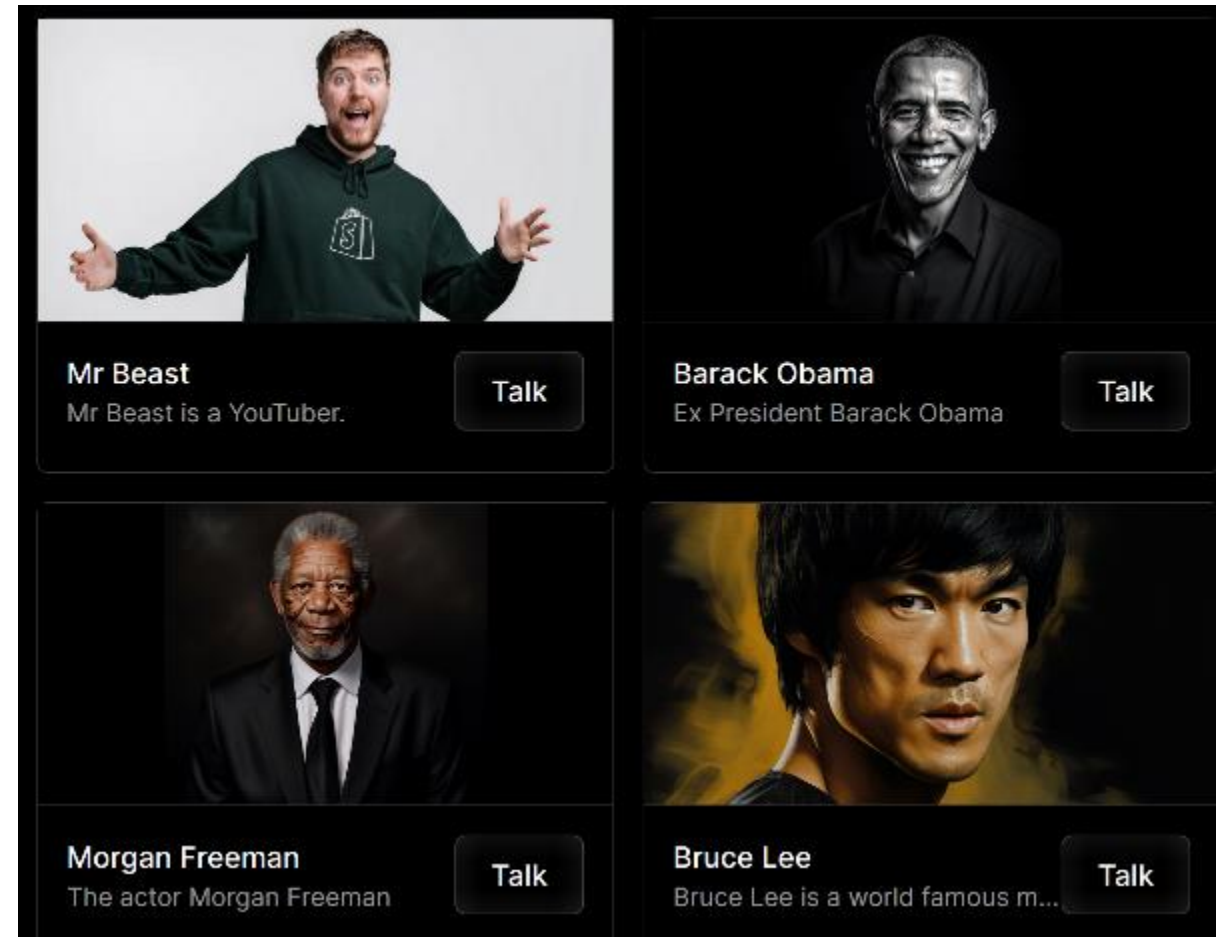 S
Mr Beast
Mr Beast is a YouTuber.
Talk
Barack Obama
Ex President Barack Obama
Talk
Morgan Freeman
The actor Morgan Freeman
Talk
Bruce Lee
Bruce Lee is a world famous m...
Talk